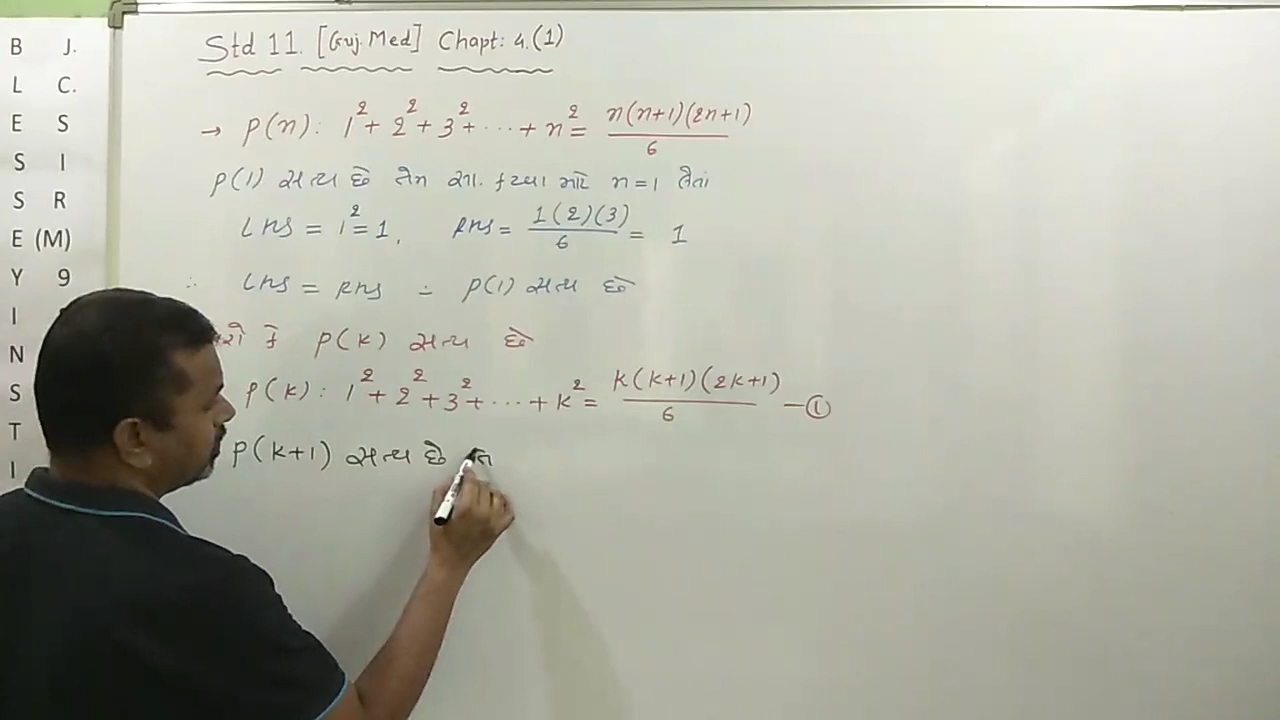 B L E S S E Y I N S T I
J. C. S I R (M) 9
Std 11. [Guj. Med] Chapt: 4.(1)
→ P(n): 1² + 2² + 3² + ... + n² = n(n+1)(2n+1)/6
P(1) સત્ય છે તેમ સા. કરવા માટે n=1 લેતાં
LHS = 1² = 1, RHS = 1(2)(3)/6 = 1
∴ LHS = RHS ∴ P(1) સત્ય છે
કે P(k) સત્ય છે
P(k): 1² + 2² + 3² + ... + k² = k(k+1)(2k+1)/6 —①
P(k+1) સત્ય છે